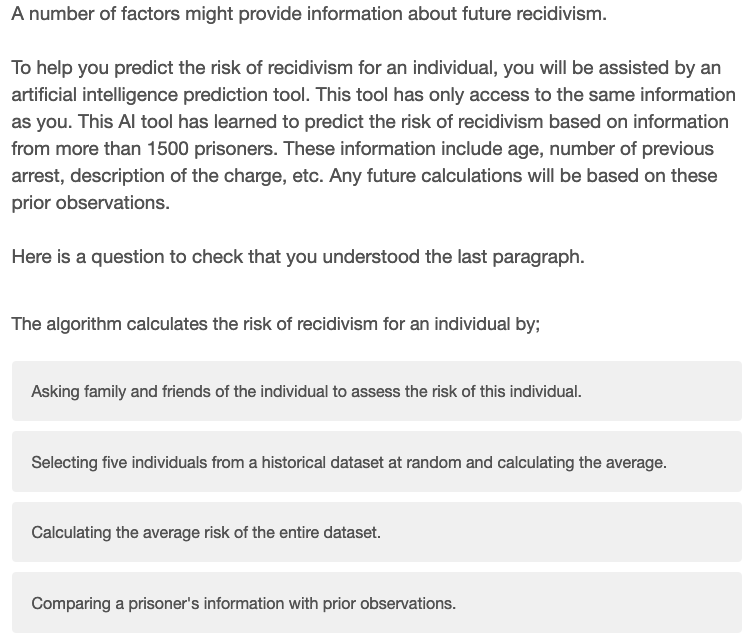 A number of factors might provide information about future recidivism.
To help you predict the risk of recidivism for an individual, you will be assisted by an
artificial intelligence prediction tool. This tool has only access to the same information
as you. This AI tool has learned to predict the risk of recidivism based on information
from more than 1500 prisoners. These information include age, number of previous
arrest, description of the charge, etc. Any future calculations will be based on these
prior observations.
Here is a question to check that you understood the last paragraph.
The algorithm calculates the risk of recidivism for an individual by;
Asking family and friends of the individual to assess the risk of this individual.
Selecting five individuals from a historical dataset at random and calculating the average.
Calculating the average risk of the entire dataset.
Comparing a prisoner's information with prior observations.